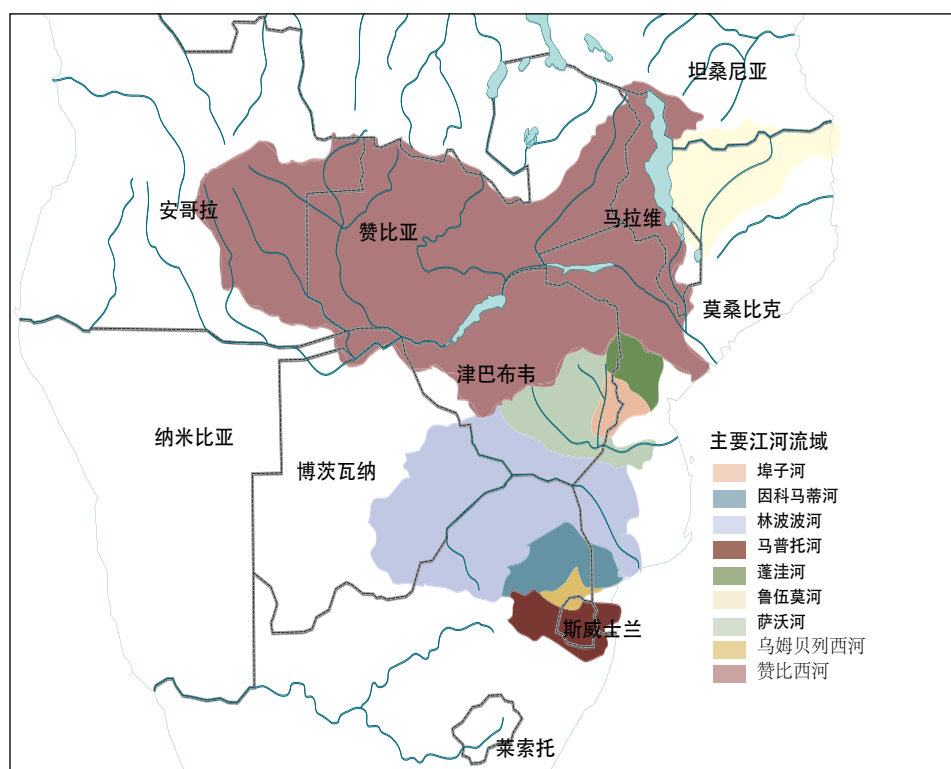 坦桑尼亚
安哥拉
赞比亚
马拉维
莫桑比克
津巴布韦
纳米比亚
博茨瓦纳
斯威士兰
莱索托
主要江河流域
埠子河
因科马蒂河
林波波河
马普托河
蓬洼河
鲁伍莫河
萨沃河
乌姆贝列西河
赞比西河